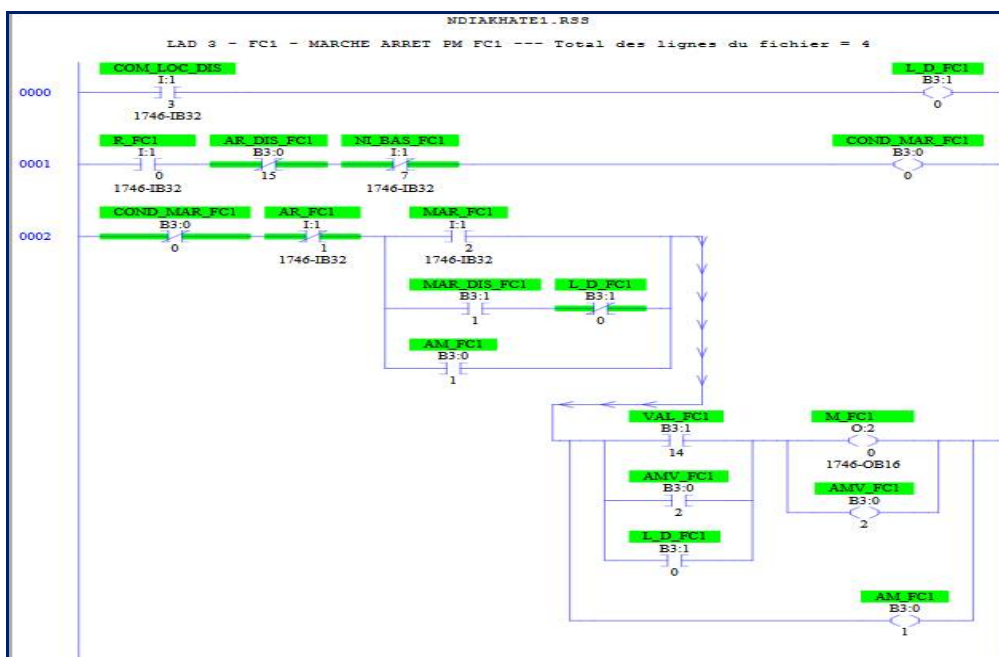 NDIAKHATE1.RSS
LAD 3 - FC1 - MARCHE ARRET PM FC1 --- Total des lignes du fichier = 4
COM_LOC_DIS L_D_FC1
I:1 B3:1
0000
3 0
1746-IB32
R_FC1 AR_DIS_FC1 NI_BAS_FC1 COND_MAR_FC1
I:1 B3:0 I:1 B3:0
0001
0 15 7 0
1746-IB32 1746-IB32
COND_MAR_FC1 AR_FC1 MAR_FC1
B3:0 I:1 I:1
0002
0 1 2
1746-IB32 1746-IB32
MAR_DIS_FC1 L_D_FC1
B3:1 B3:1
1 0
AM_FC1
B3:0
1
VAL_FC1 M_FC1
B3:1 O:2
14 0
1746-OB16
AMV_FC1 AMV_FC1
B3:0 B3:0
2 2
L_D_FC1
B3:1
0
AM_FC1
B3:0
1